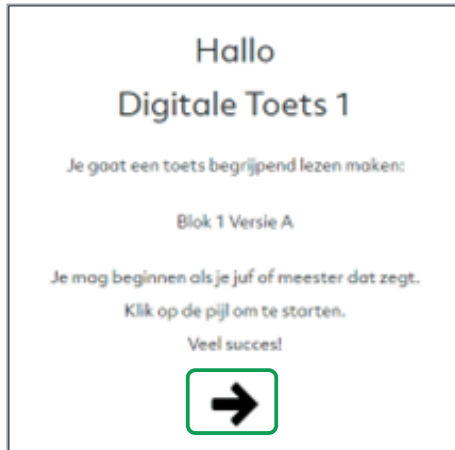 Hallo
Digitale Toets 1
Je gaat een toets begrijpend lezen maken:
Blok 1 Versie A
Je mag beginnen als je juf of meester dat zegt.
Klik op de pijl om te starten.
Veel succes!